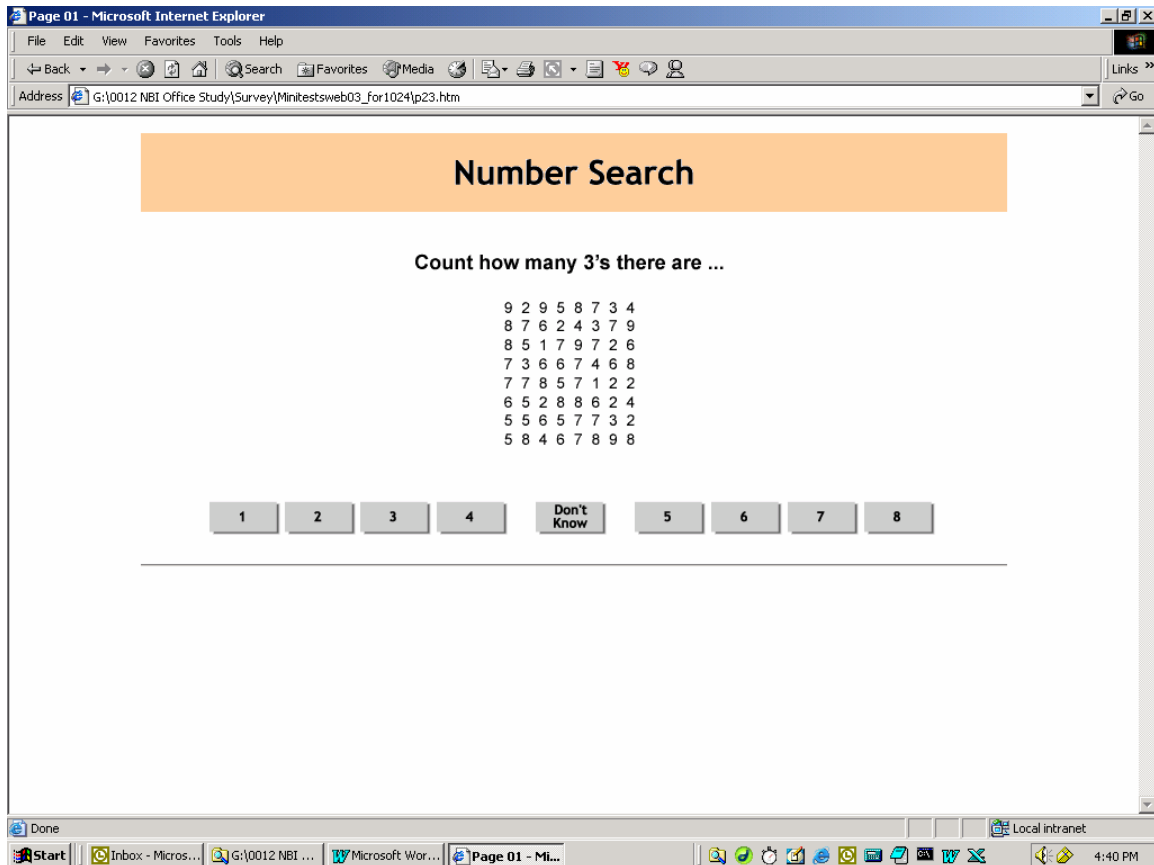 Page 01 - Microsoft Internet Explorer
File Edit View Favorites Tools Help
Back Search Favorites Media Links »
Address G:\0012 NBI Office Study\Survey\Minitestsweb03_for1024\p23.htm Go
Number Search
Count how many 3's there are ...
9 2 9 5 8 7 3 4
8 7 6 2 4 3 7 9
8 5 1 7 9 7 2 6
7 3 6 6 7 4 6 8
7 7 8 5 7 1 2 2
6 5 2 8 8 6 2 4
5 5 6 5 7 7 3 2
5 8 4 6 7 8 9 8
1 2 3 4 Don't Know 5 6 7 8
Done Local intranet
Start Inbox - Micros... G:\0012 NBI ... Microsoft Wor... Page 01 - Mi... 4:40 PM